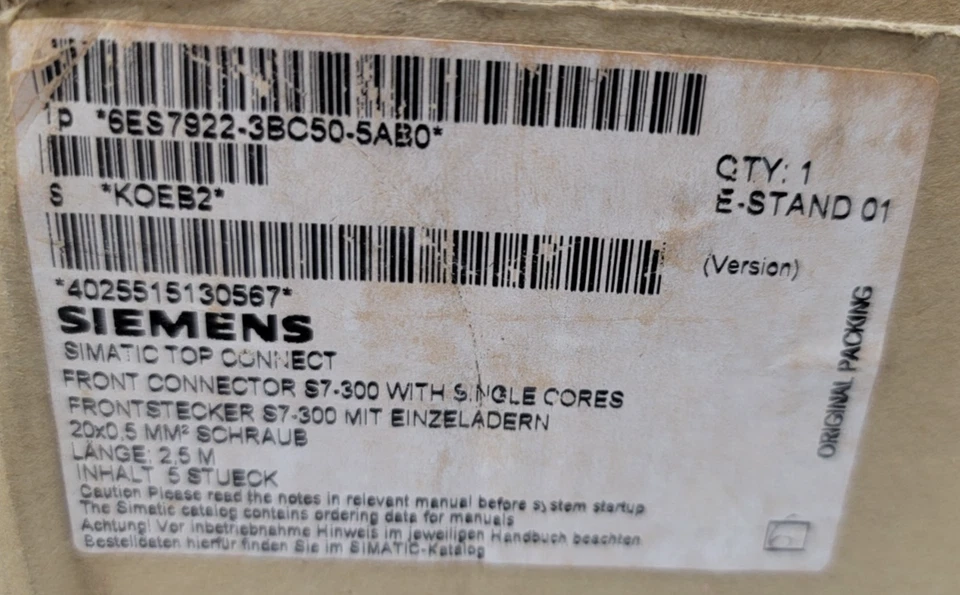 1P *6ES7922-3BC50-5AB0*
QTY: 1
S *KOEB2*
E-STAND 01
(Version)
*4025515130567*
SIEMENS
SIMATIC TOP CONNECT
FRONT CONNECTOR S7-300 WITH SINGLE CORES
FRONTSTECKER S7-300 MIT EINZELADERN
20x0,5 MM² SCHRAUB
LÄNGE: 2,5 M
INHALT 5 STUECK
Caution Please read the notes in relevant manual before system startup
The Simatic catalog contains ordering data for manuals
Achtung! Vor Inbetriebnahme Hinweis im jeweiligen Handbuch beachten
Bestelldaten hierfür finden Sie im SIMATIC-Katalog
ORIGINAL PACKING